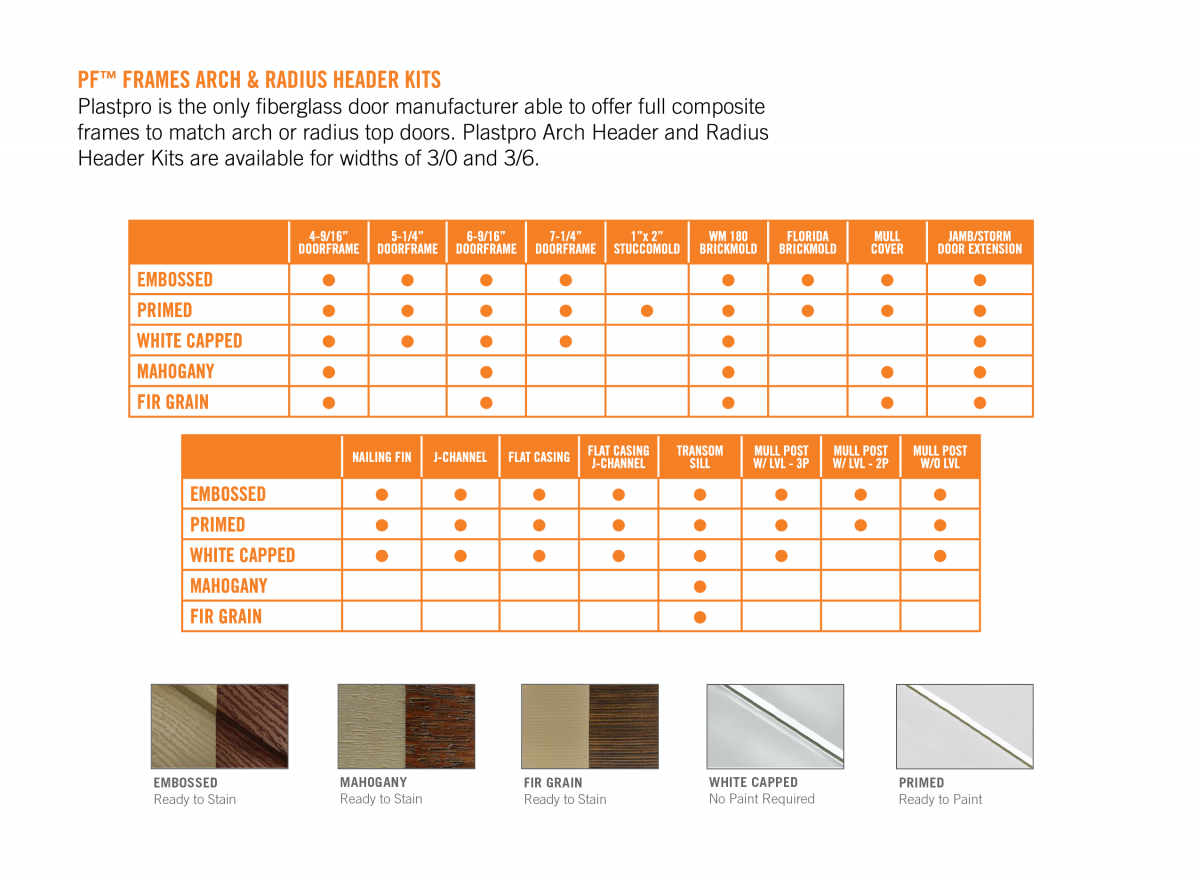 PF™ FRAMES ARCH & RADIUS HEADER KITS
Plastpro is the only fiberglass door manufacturer able to offer full composite
frames to match arch or radius top doors. Plastpro Arch Header and Radius
Header Kits are available for widths of 3/0 and 3/6.
4-9/16” 5-1/4” 6-9/16” 7-1/4” 1”x 2” WM 180 FLORIDA MULL JAMB/STORM
DOORFRAME DOORFRAME DOORFRAME DOORFRAME STUCCOMOLD BRICKMOLD BRICKMOLD COVER DOOR EXTENSION
EMBOSSED ● ● ● ● ● ● ● ●
PRIMED ● ● ● ● ● ● ● ● ●
WHITE CAPPED ● ● ● ● ● ●
MAHOGANY ● ● ● ● ●
FIR GRAIN ● ● ● ● ●
NAILING FIN J-CHANNEL FLAT CASING FLAT CASING TRANSOM MULL POST MULL POST MULL POST
J-CHANNEL SILL W/ LVL - 3P W/ LVL - 2P W/O LVL
EMBOSSED ● ● ● ● ● ● ● ●
PRIMED ● ● ● ● ● ● ● ●
WHITE CAPPED ● ● ● ● ● ● ●
MAHOGANY ●
FIR GRAIN ●
EMBOSSED MAHOGANY FIR GRAIN WHITE CAPPED PRIMED
Ready to Stain Ready to Stain Ready to Stain No Paint Required Ready to Paint